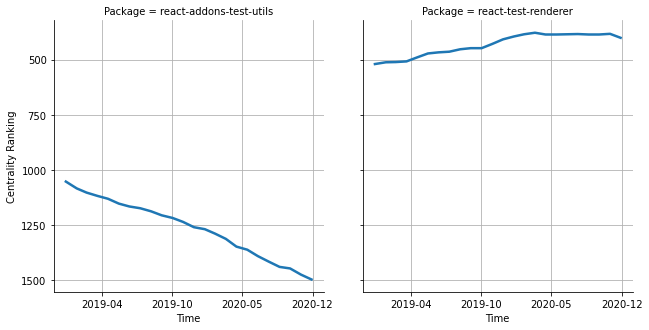 Package = react-addons-test-utils
Package = react-test-renderer
Centrality Ranking
500
750
1000
1250
1500
2019-04
2019-10
2020-05
2020-12
2019-04
2019-10
2020-05
2020-12
Time
Time